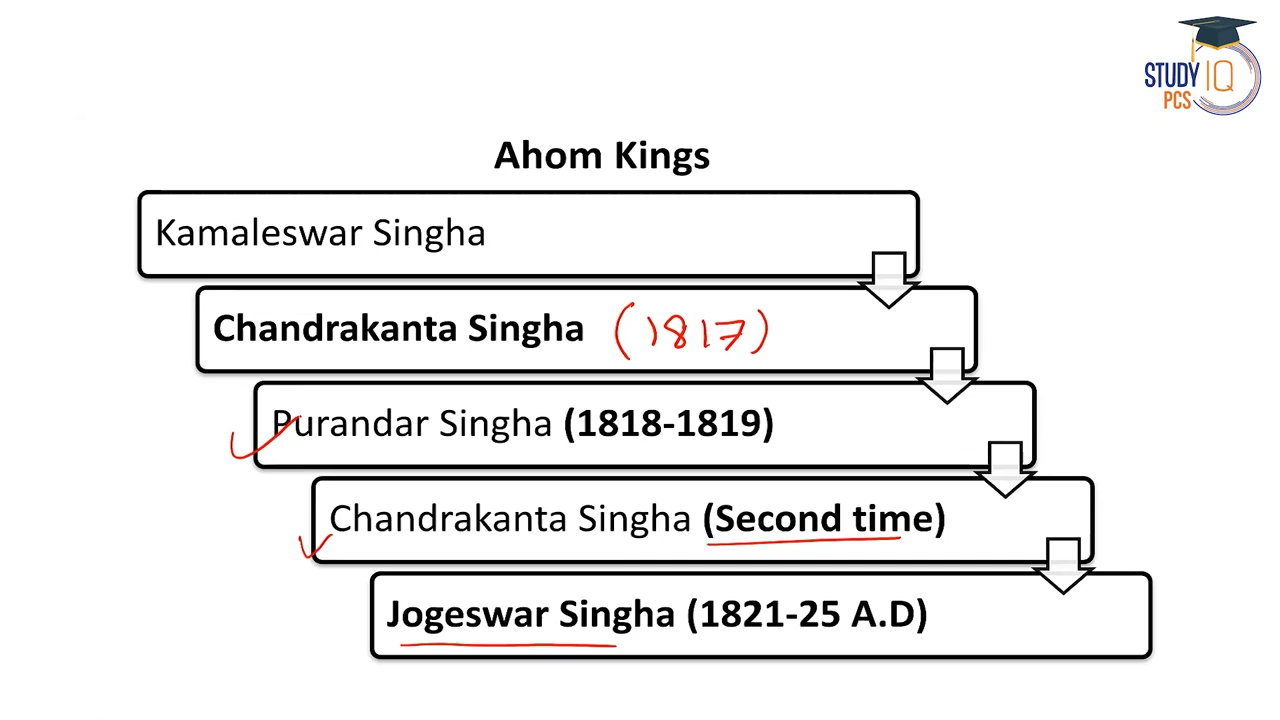 STUDY IQ
PCS
Ahom Kings
Kamaleswar Singha
Chandrakanta Singha (1817)
Purandar Singha (1818-1819)
Chandrakanta Singha (Second time)
Jogeswar Singha (1821-25 A.D)